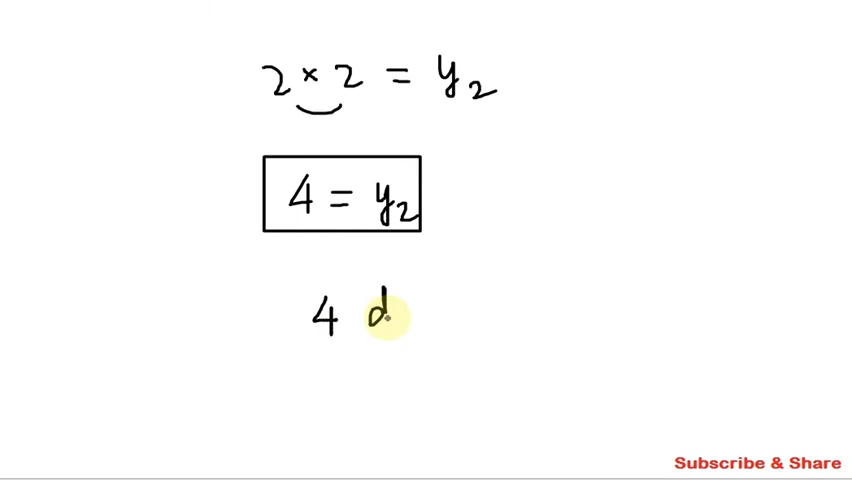 2 × 2 = y₂
4 = y₂
4 d
Subscribe & Share